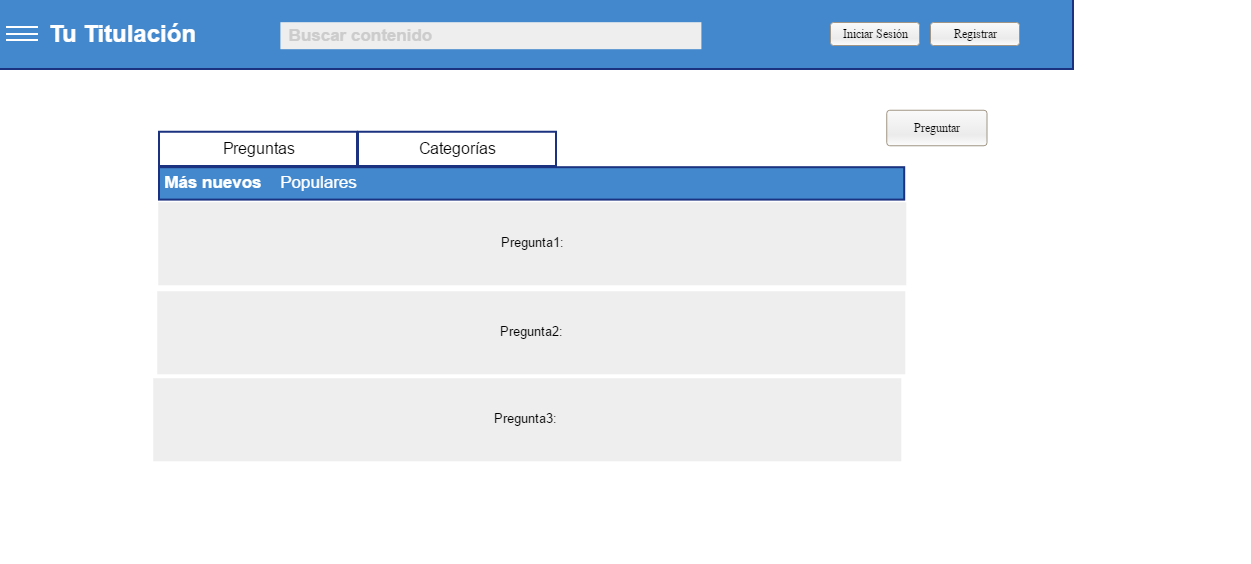 Tu Titulación
Buscar contenido
Iniciar Sesión
Registrar
Preguntar
Preguntas
Categorías
Más nuevos
Populares
Pregunta1:
Pregunta2:
Pregunta3: